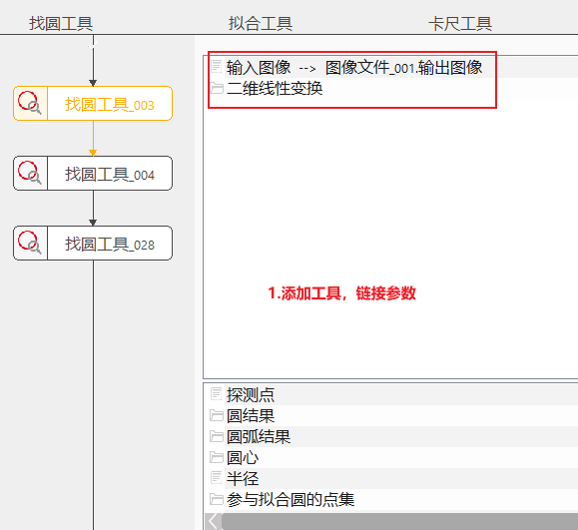 找圆工具 拟合工具 卡尺工具
找圆工具_003
找圆工具_004
找圆工具_028
输入图像 --> 图像文件_001.输出图像
二维线性变换
1.添加工具，链接参数
探测点
圆结果
圆弧结果
圆心
半径
参与拟合圆的点集